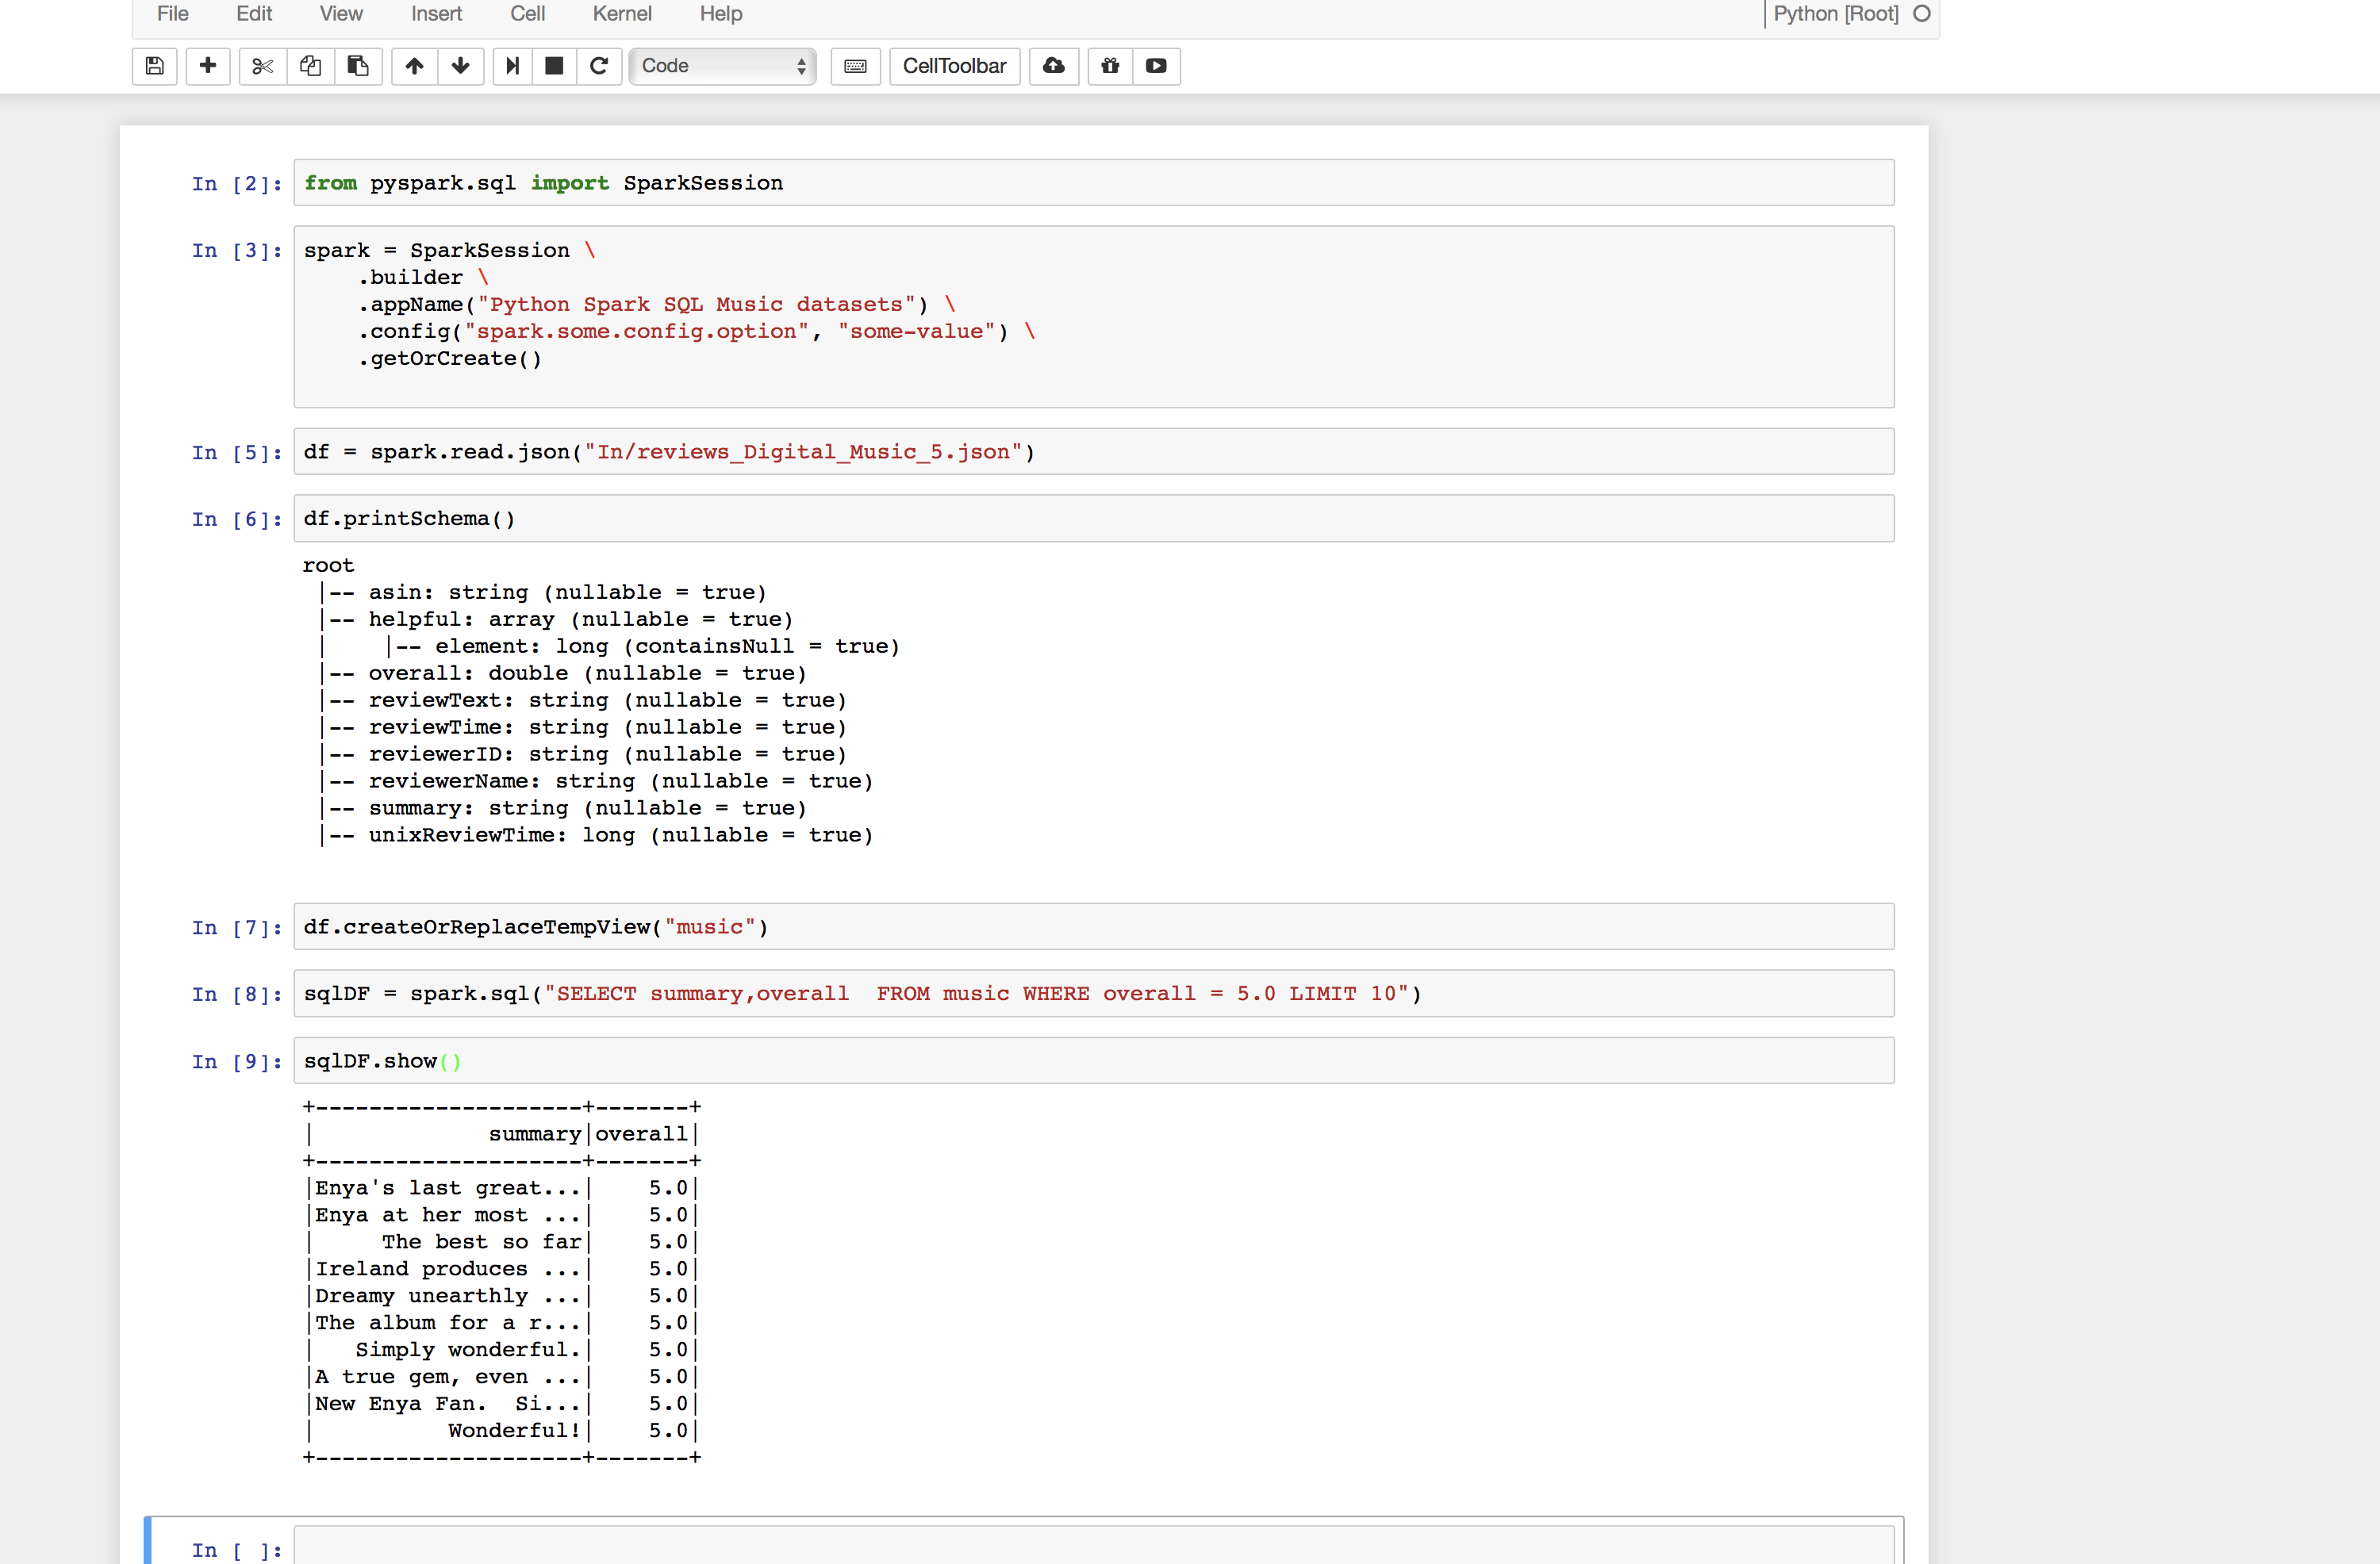 File Edit View Insert Cell Kernel Help Python [Root]
Code CellToolbar
In [2]: from pyspark.sql import SparkSession
In [3]: spark = SparkSession \
    .builder \
    .appName("Python Spark SQL Music datasets") \
    .config("spark.some.config.option", "some-value") \
    .getOrCreate()
In [5]: df = spark.read.json("In/reviews_Digital_Music_5.json")
In [6]: df.printSchema()
root
 |-- asin: string (nullable = true)
 |-- helpful: array (nullable = true)
 |    |-- element: long (containsNull = true)
 |-- overall: double (nullable = true)
 |-- reviewText: string (nullable = true)
 |-- reviewTime: string (nullable = true)
 |-- reviewerID: string (nullable = true)
 |-- reviewerName: string (nullable = true)
 |-- summary: string (nullable = true)
 |-- unixReviewTime: long (nullable = true)
In [7]: df.createOrReplaceTempView("music")
In [8]: sqlDF = spark.sql("SELECT summary,overall  FROM music WHERE overall = 5.0 LIMIT 10")
In [9]: sqlDF.show()
+--------------------+-------+
|             summary|overall|
+--------------------+-------+
|Enya's last great...|    5.0|
|Enya at her most ...|    5.0|
|     The best so far|    5.0|
|Ireland produces ...|    5.0|
|Dreamy unearthly ...|    5.0|
|The album for a r...|    5.0|
|   Simply wonderful.|    5.0|
|A true gem, even ...|    5.0|
|New Enya Fan.  Si...|    5.0|
|          Wonderful!|    5.0|
+--------------------+-------+
In [ ]: